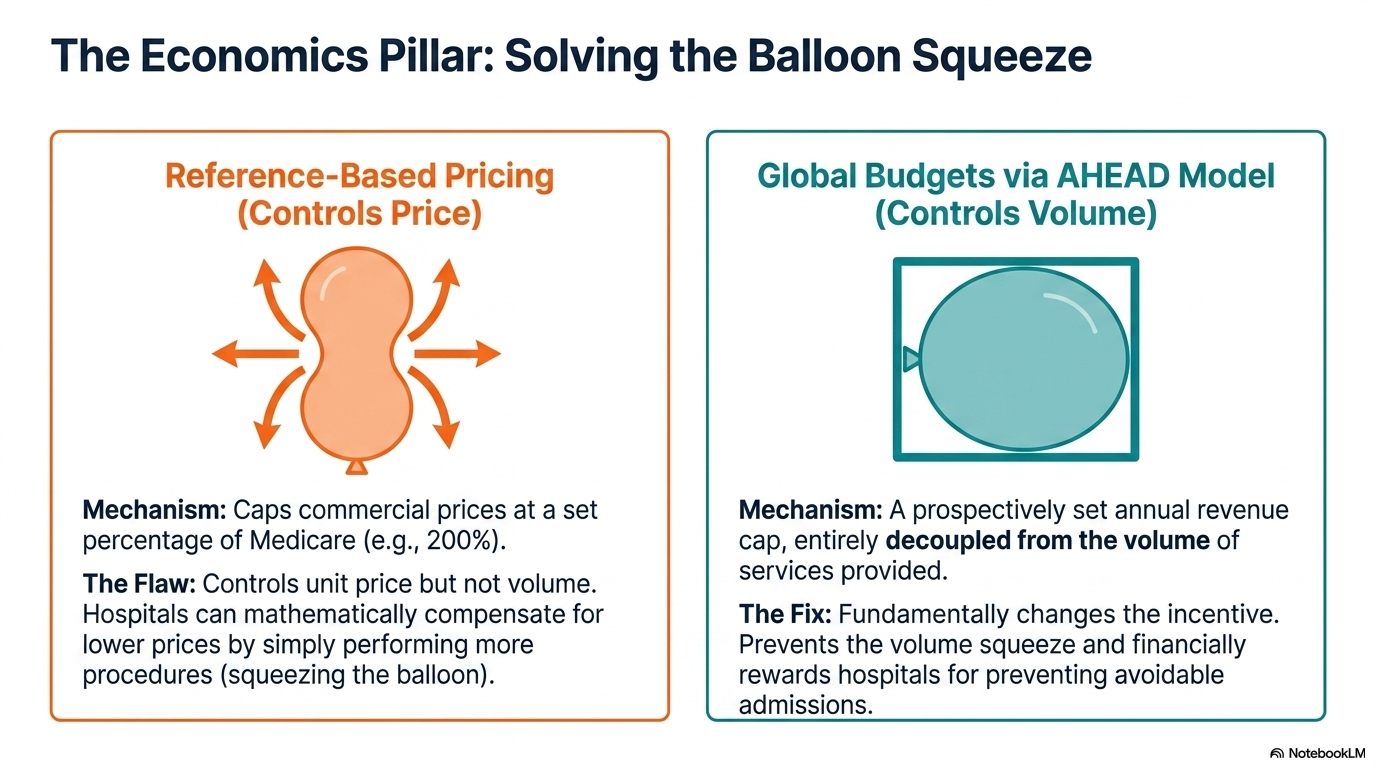 The Economics Pillar: Solving the Balloon Squeeze
Reference-Based Pricing
(Controls Price)
Mechanism: Caps commercial prices at a set
percentage of Medicare (e.g., 200%).
The Flaw: Controls unit price but not volume.
Hospitals can mathematically compensate for
lower prices by simply performing more
procedures (squeezing the balloon).
Global Budgets via AHEAD Model
(Controls Volume)
Mechanism: A prospectively set annual revenue
cap, entirely decoupled from the volume of
services provided.
The Fix: Fundamentally changes the incentive.
Prevents the volume squeeze and financially
rewards hospitals for preventing avoidable
admissions.
NotebookLM